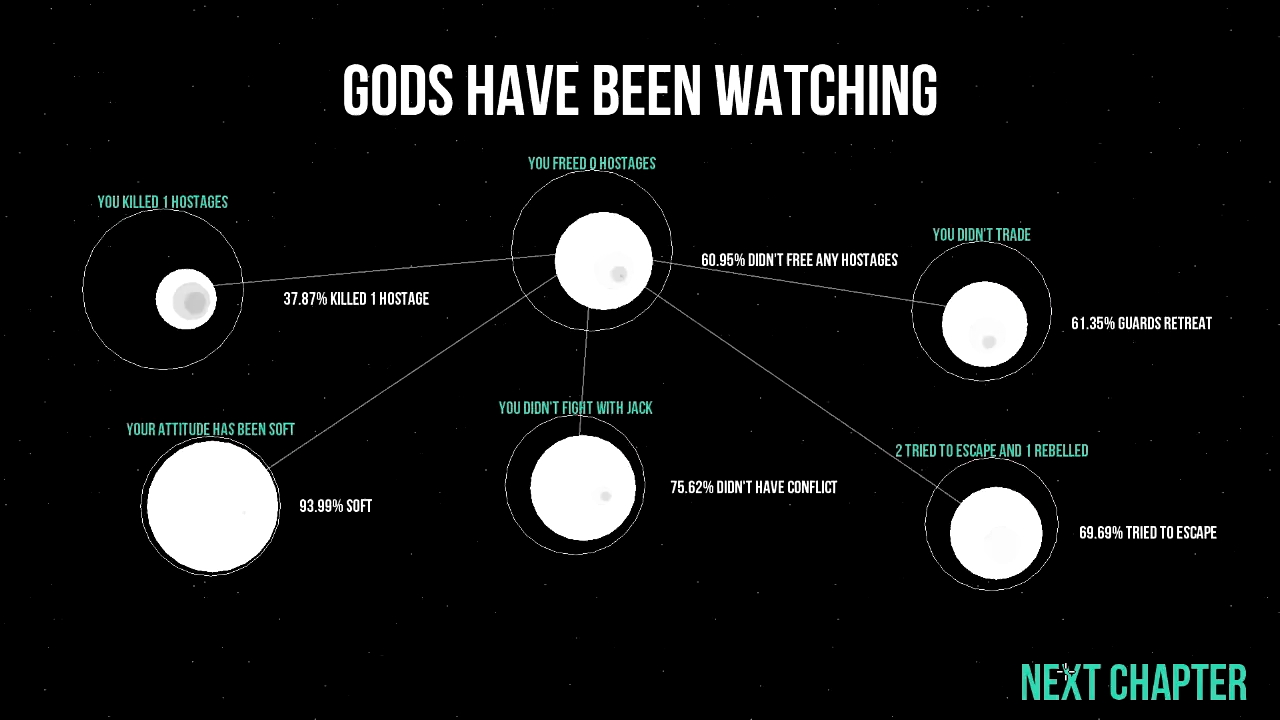 GODS HAVE BEEN WATCHING
YOU FREED 0 HOSTAGES
YOU KILLED 1 HOSTAGES
YOU DIDN'T TRADE
60.95% DIDN'T FREE ANY HOSTAGES
37.87% KILLED 1 HOSTAGE
61.35% GUARDS RETREAT
YOU DIDN'T FIGHT WITH JACK
YOUR ATTITUDE HAS BEEN SOFT
2 TRIED TO ESCAPE AND 1 REBELLED
75.62% DIDN'T HAVE CONFLICT
93.99% SOFT
69.69% TRIED TO ESCAPE
NEXT CHAPTER